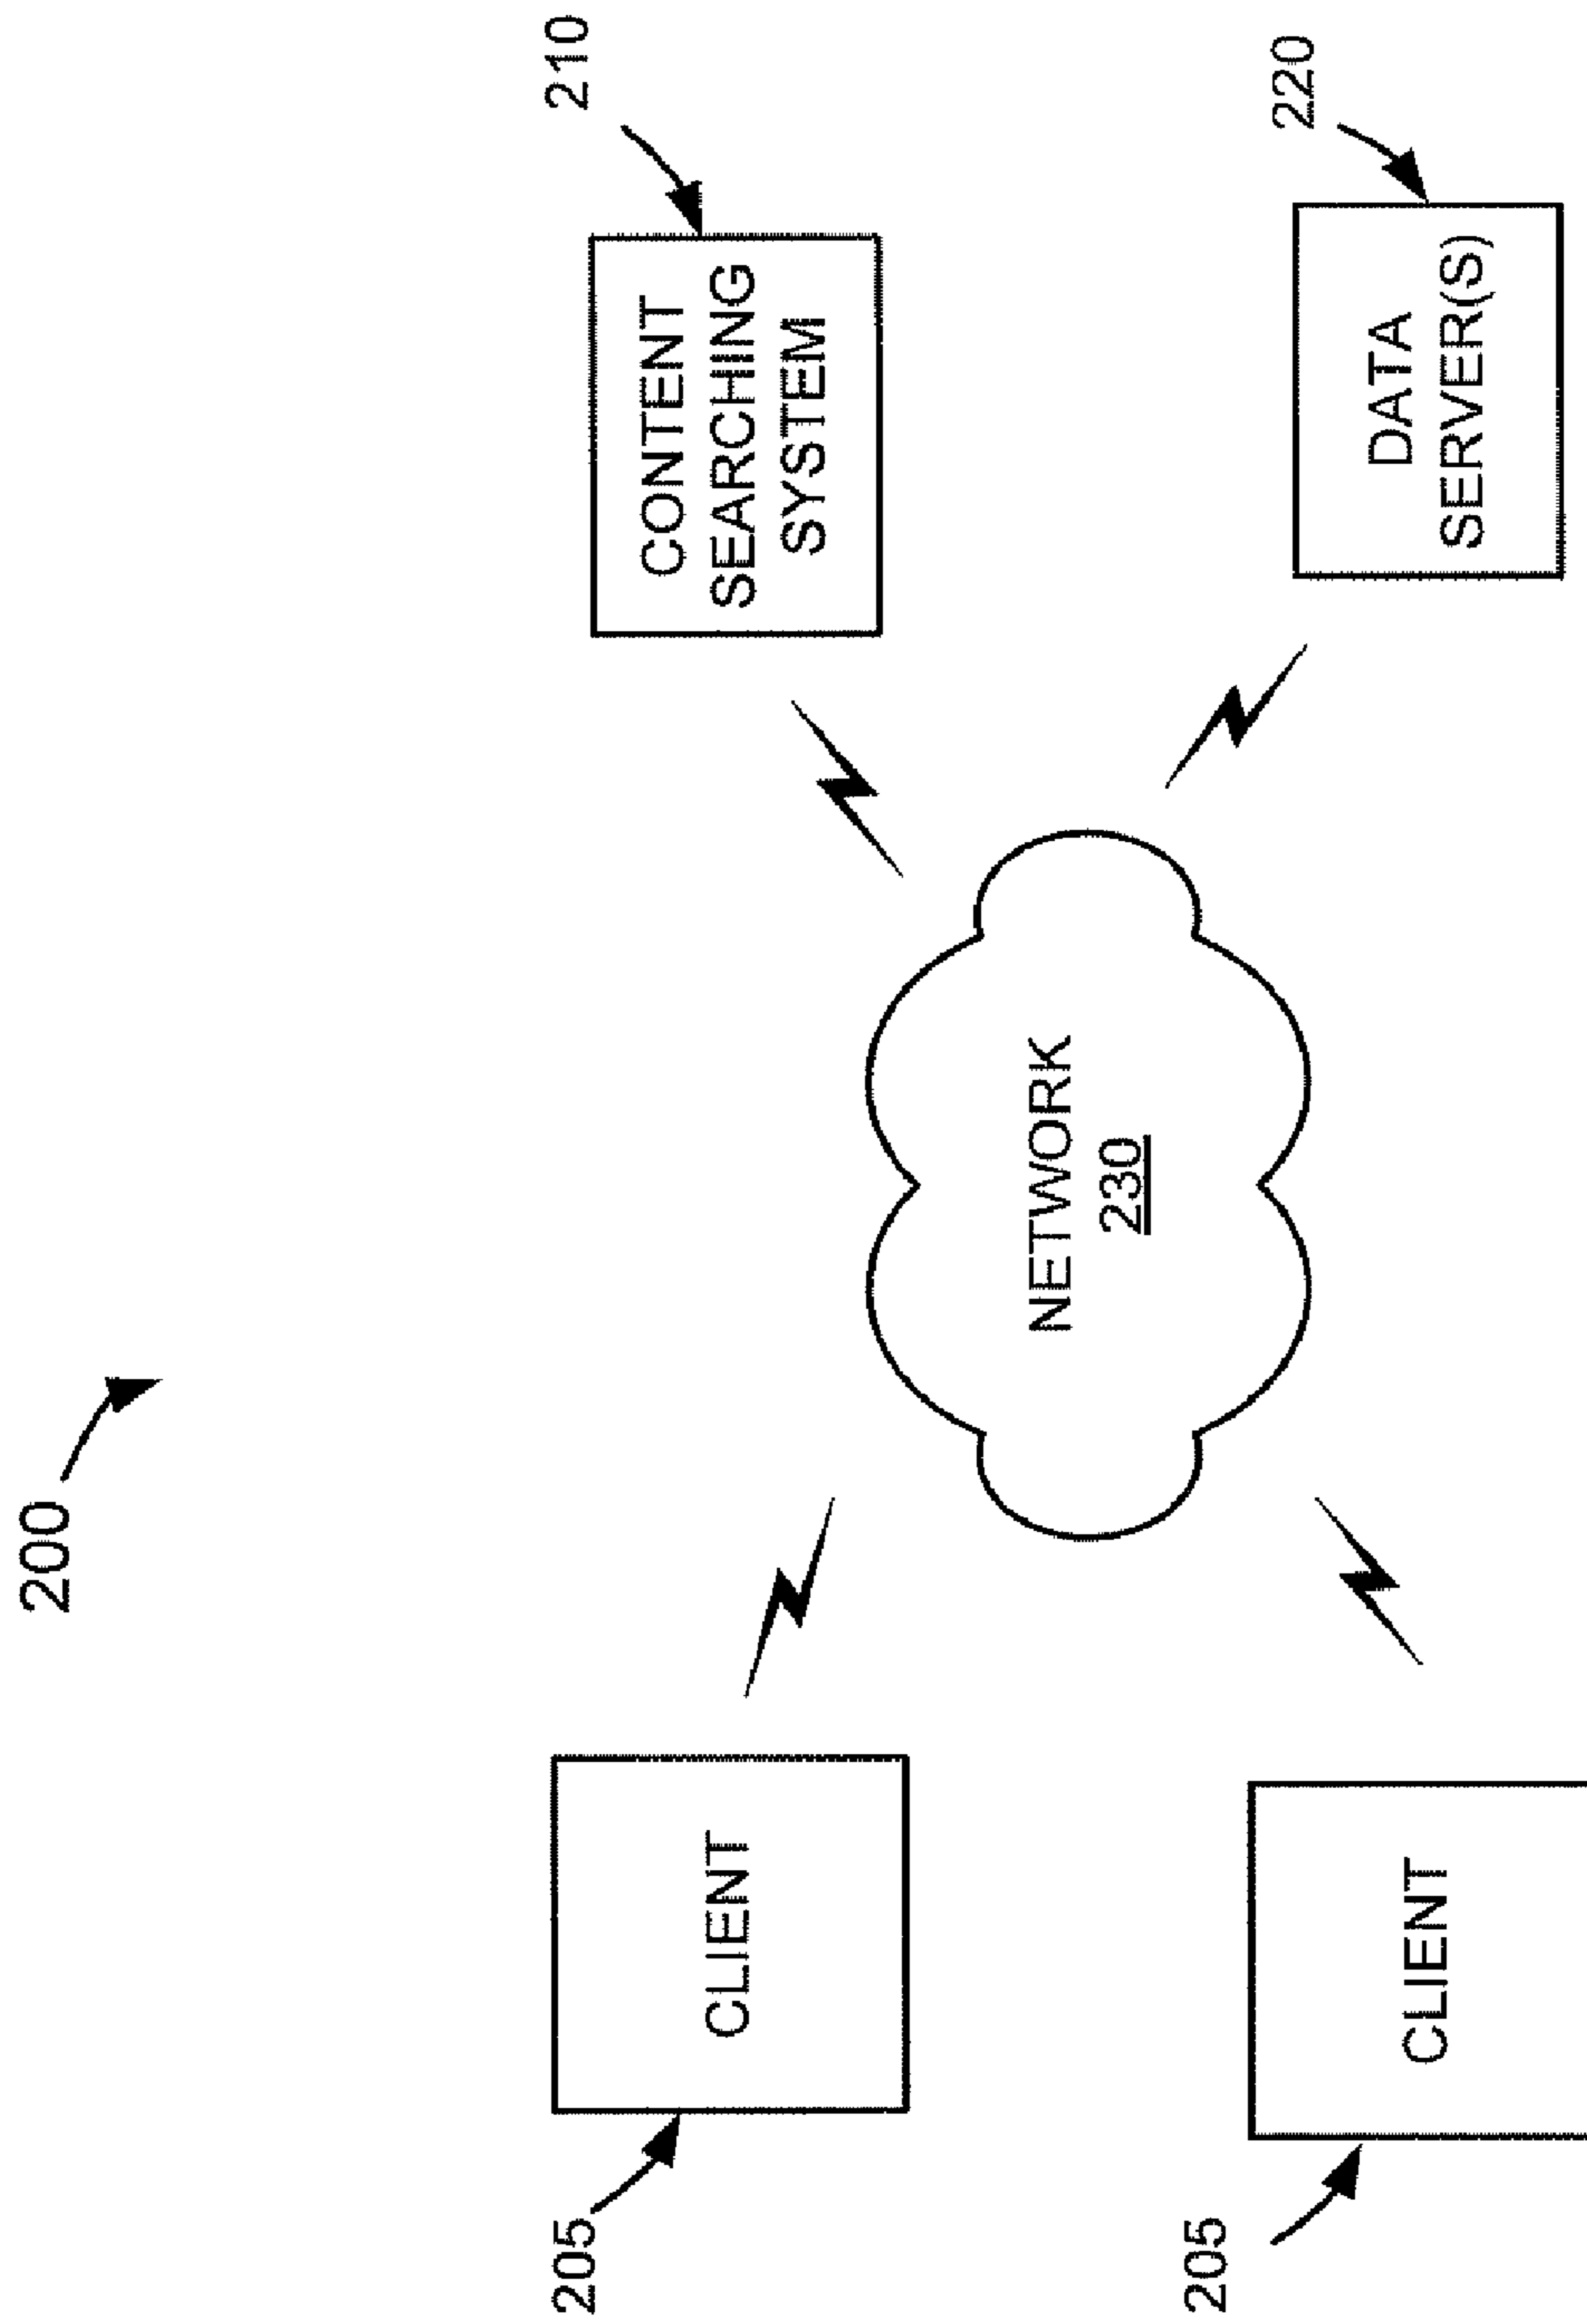 200
205
CLIENT
205
CLIENT
NETWORK
230
210
CONTENT
SEARCHING
SYSTEM
220
DATA
SERVER(S)